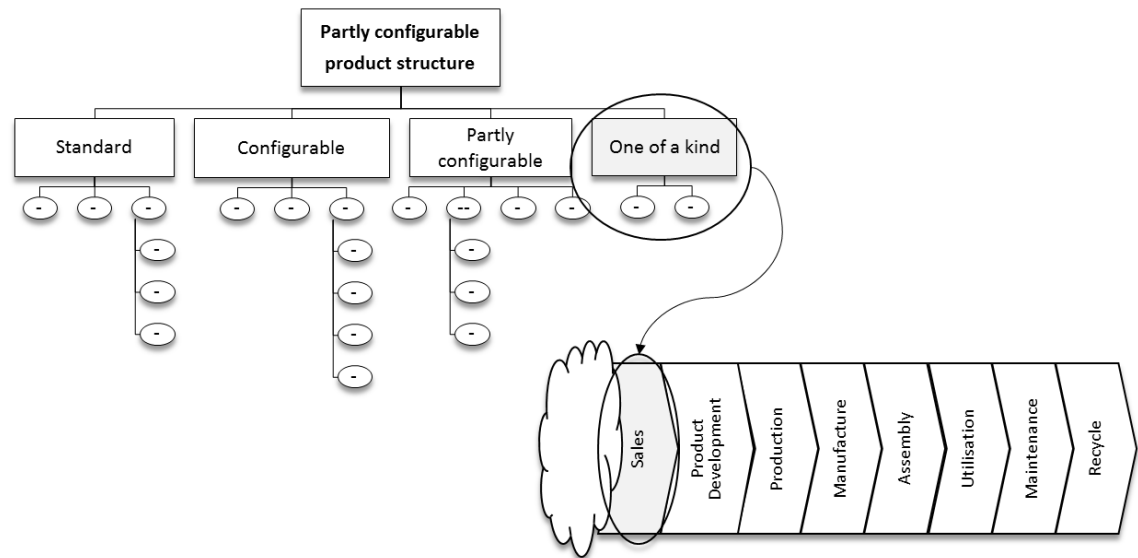 Partly configurable
product structure
Standard
Configurable
Partly
configurable
One of a kind
- - - - - - - -- - - - -
- - -
- - -
- -
-
Sales
Product
Development
Production
Manufacture
Assembly
Utilisation
Maintenance
Recycle